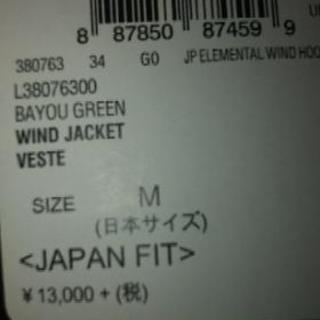 8 87850 87459 9
380763 34 GO JP ELEMENTAL WIND HOO
L38076300
BAYOU GREEN
WIND JACKET
VESTE
SIZE M
(日本サイズ)
<JAPAN FIT>
¥13,000+(税)